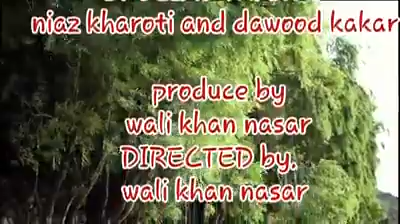 niaz kharoti and dawood kakar
produce by
wali khan nasar
DIRECTED by.
wali khan nasar